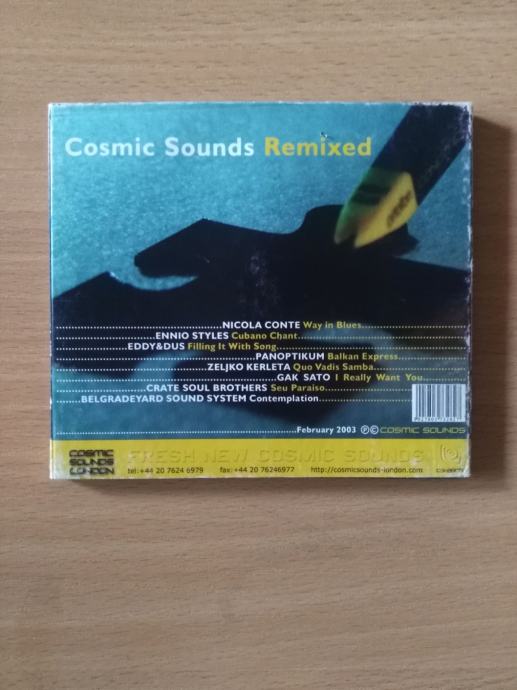 Cosmic Sounds Remixed
NICOLA CONTE Way in Blues
ENNIO STYLES Cubano Chant
EDDY&DUS Filling It With Song
PANOPTIKUM Balkan Express
ZELJKO KERLETA Quo Vadis Samba
GAK SATO I Really Want You
CRATE SOUL BROTHERS Seu Paraiso
BELGRADEYARD SOUND SYSTEM Contemplation
February 2003 ℗© COSMIC SOUNDS
COSMIC
SOUNDS
LONDON
FRESH NEW COSMIC SOUNDS
tel:+44 20 7624 6979 fax:+44 20 76246977 http://cosmicsounds-london.com